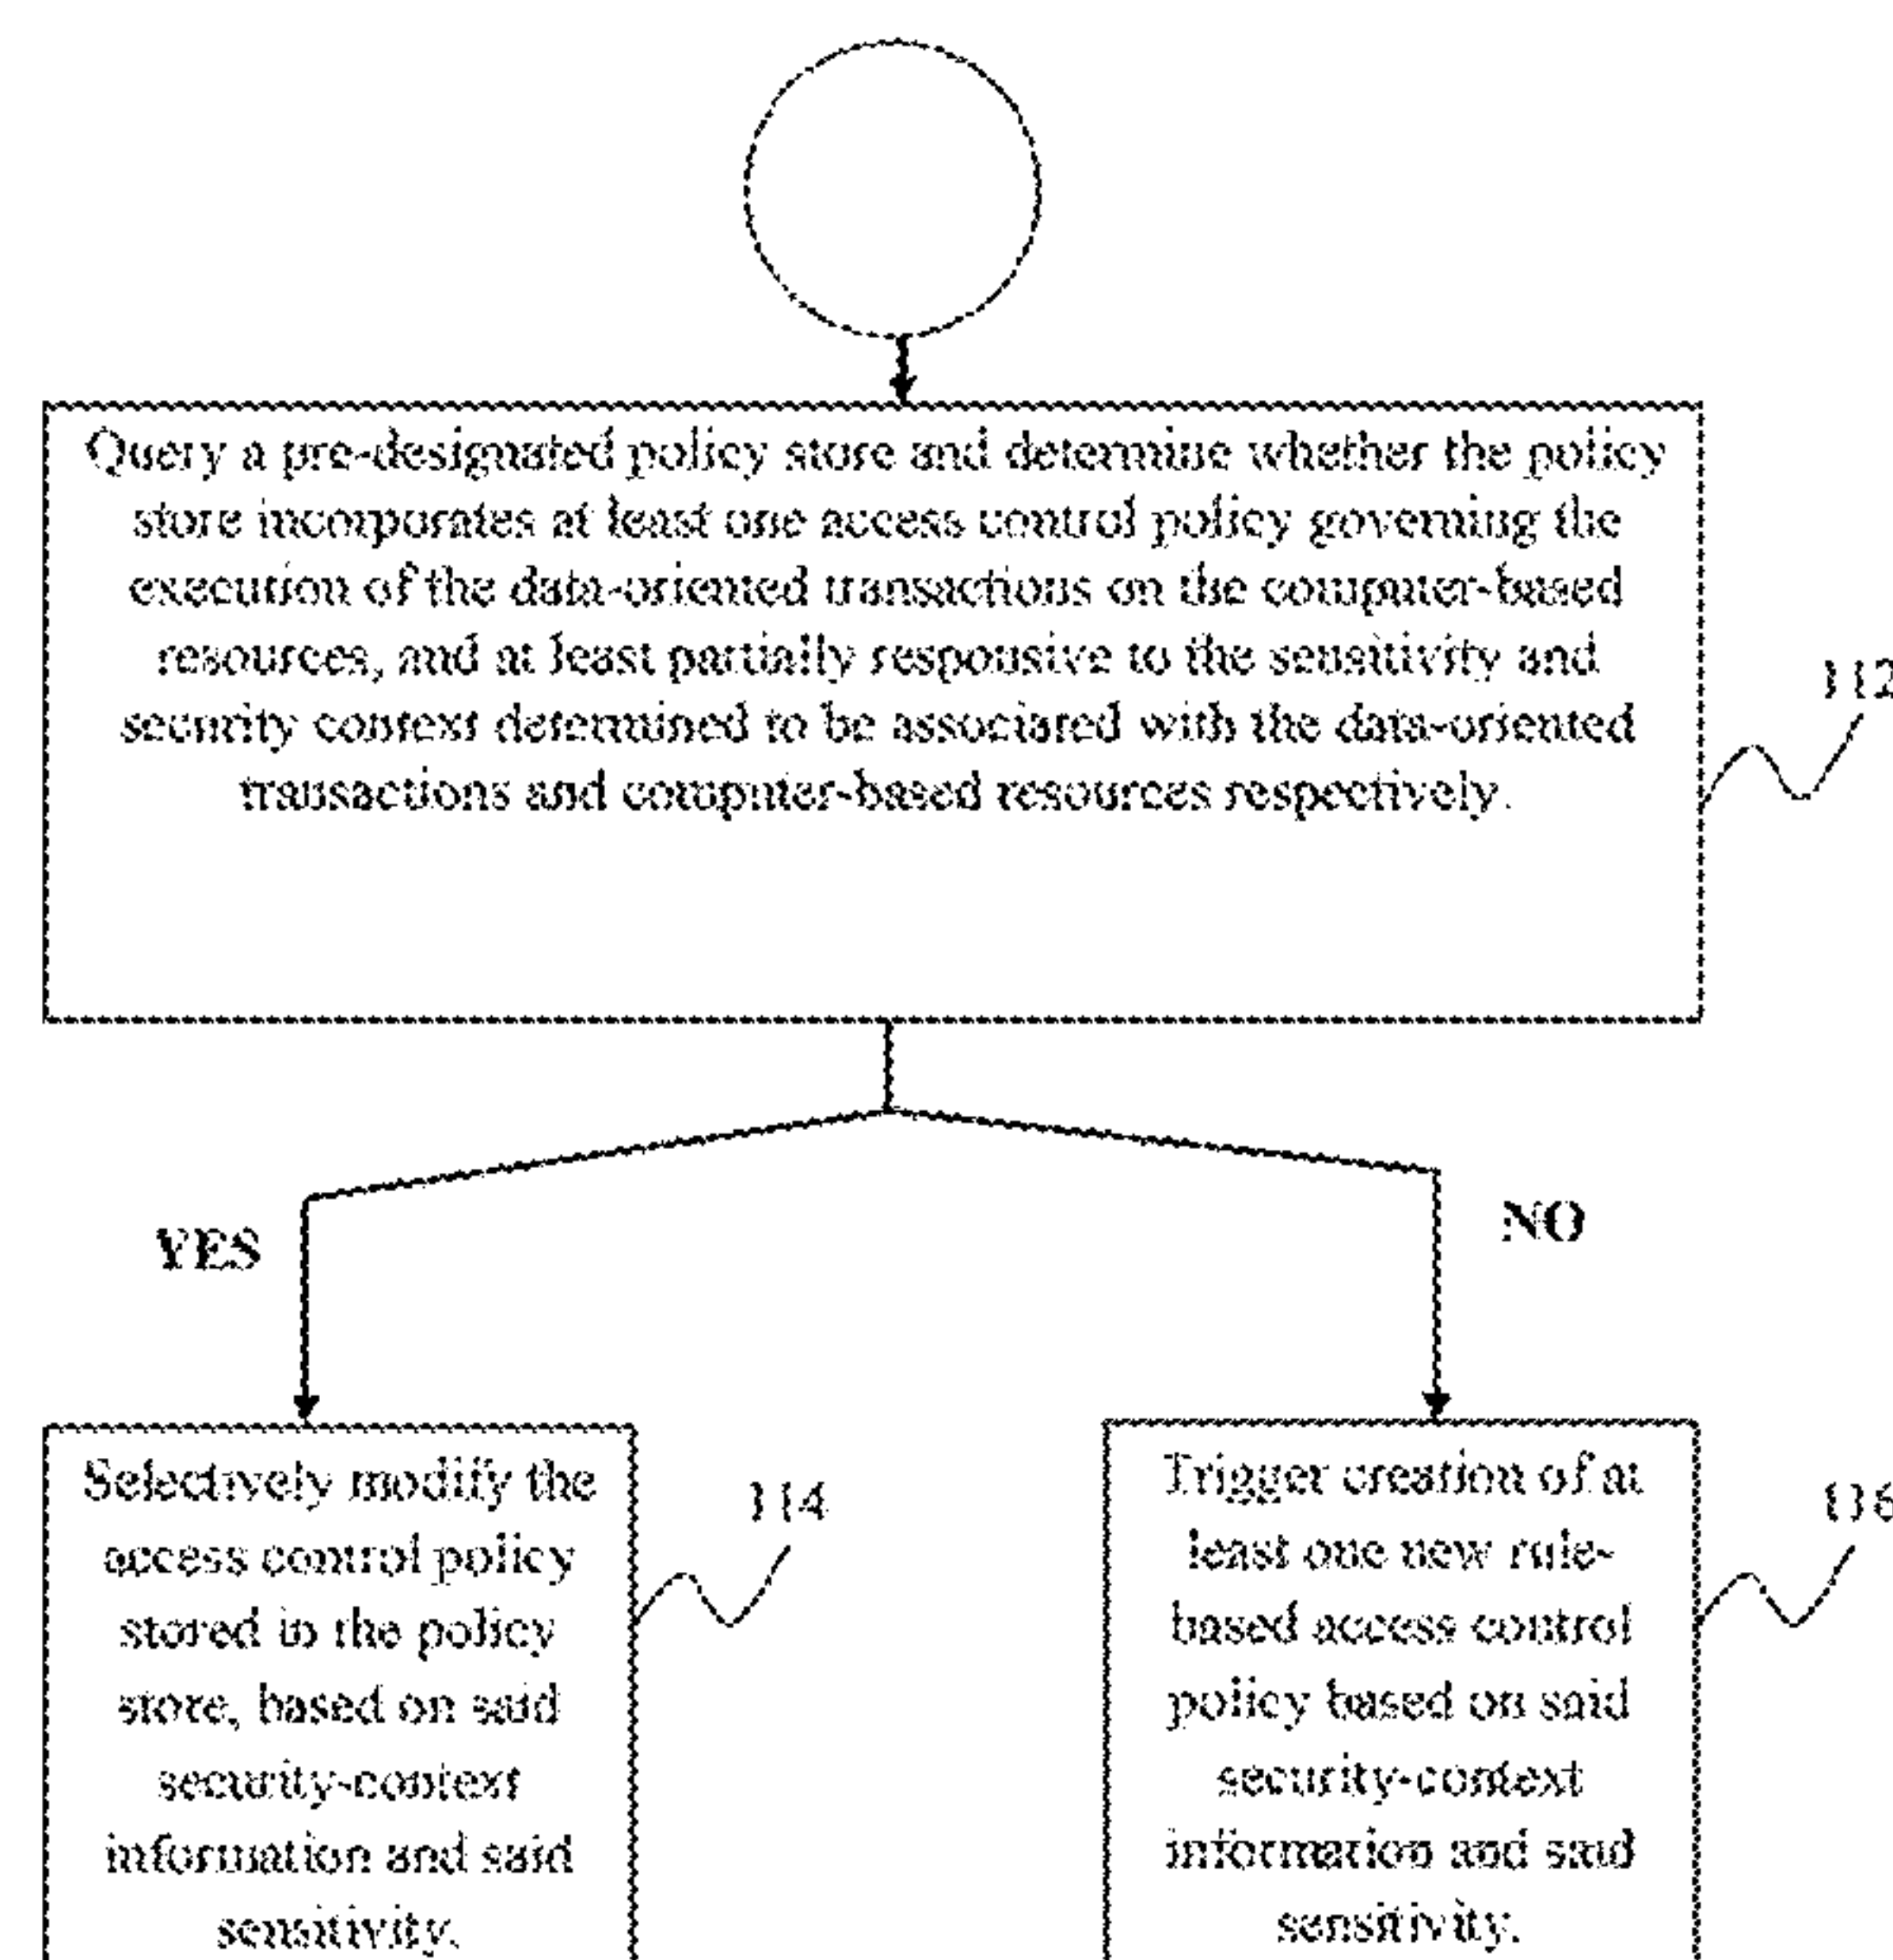 Query a pre-designated policy store and determine whether the policy
store incorporates at least one access control policy governing the
execution of the data-oriented transactions on the computer-based
resources, and at least partially responsive to the sensitivity and
security context determined to be associated with the data-oriented
transactions and computer-based resources respectively.
112
YES
NO
Selectively modify the
access control policy
stored in the policy
store, based on said
security-context
information and said
sensitivity.
114
Trigger creation of at
least one new rule-
based access control
policy based on said
security-context
information and said
sensitivity.
116